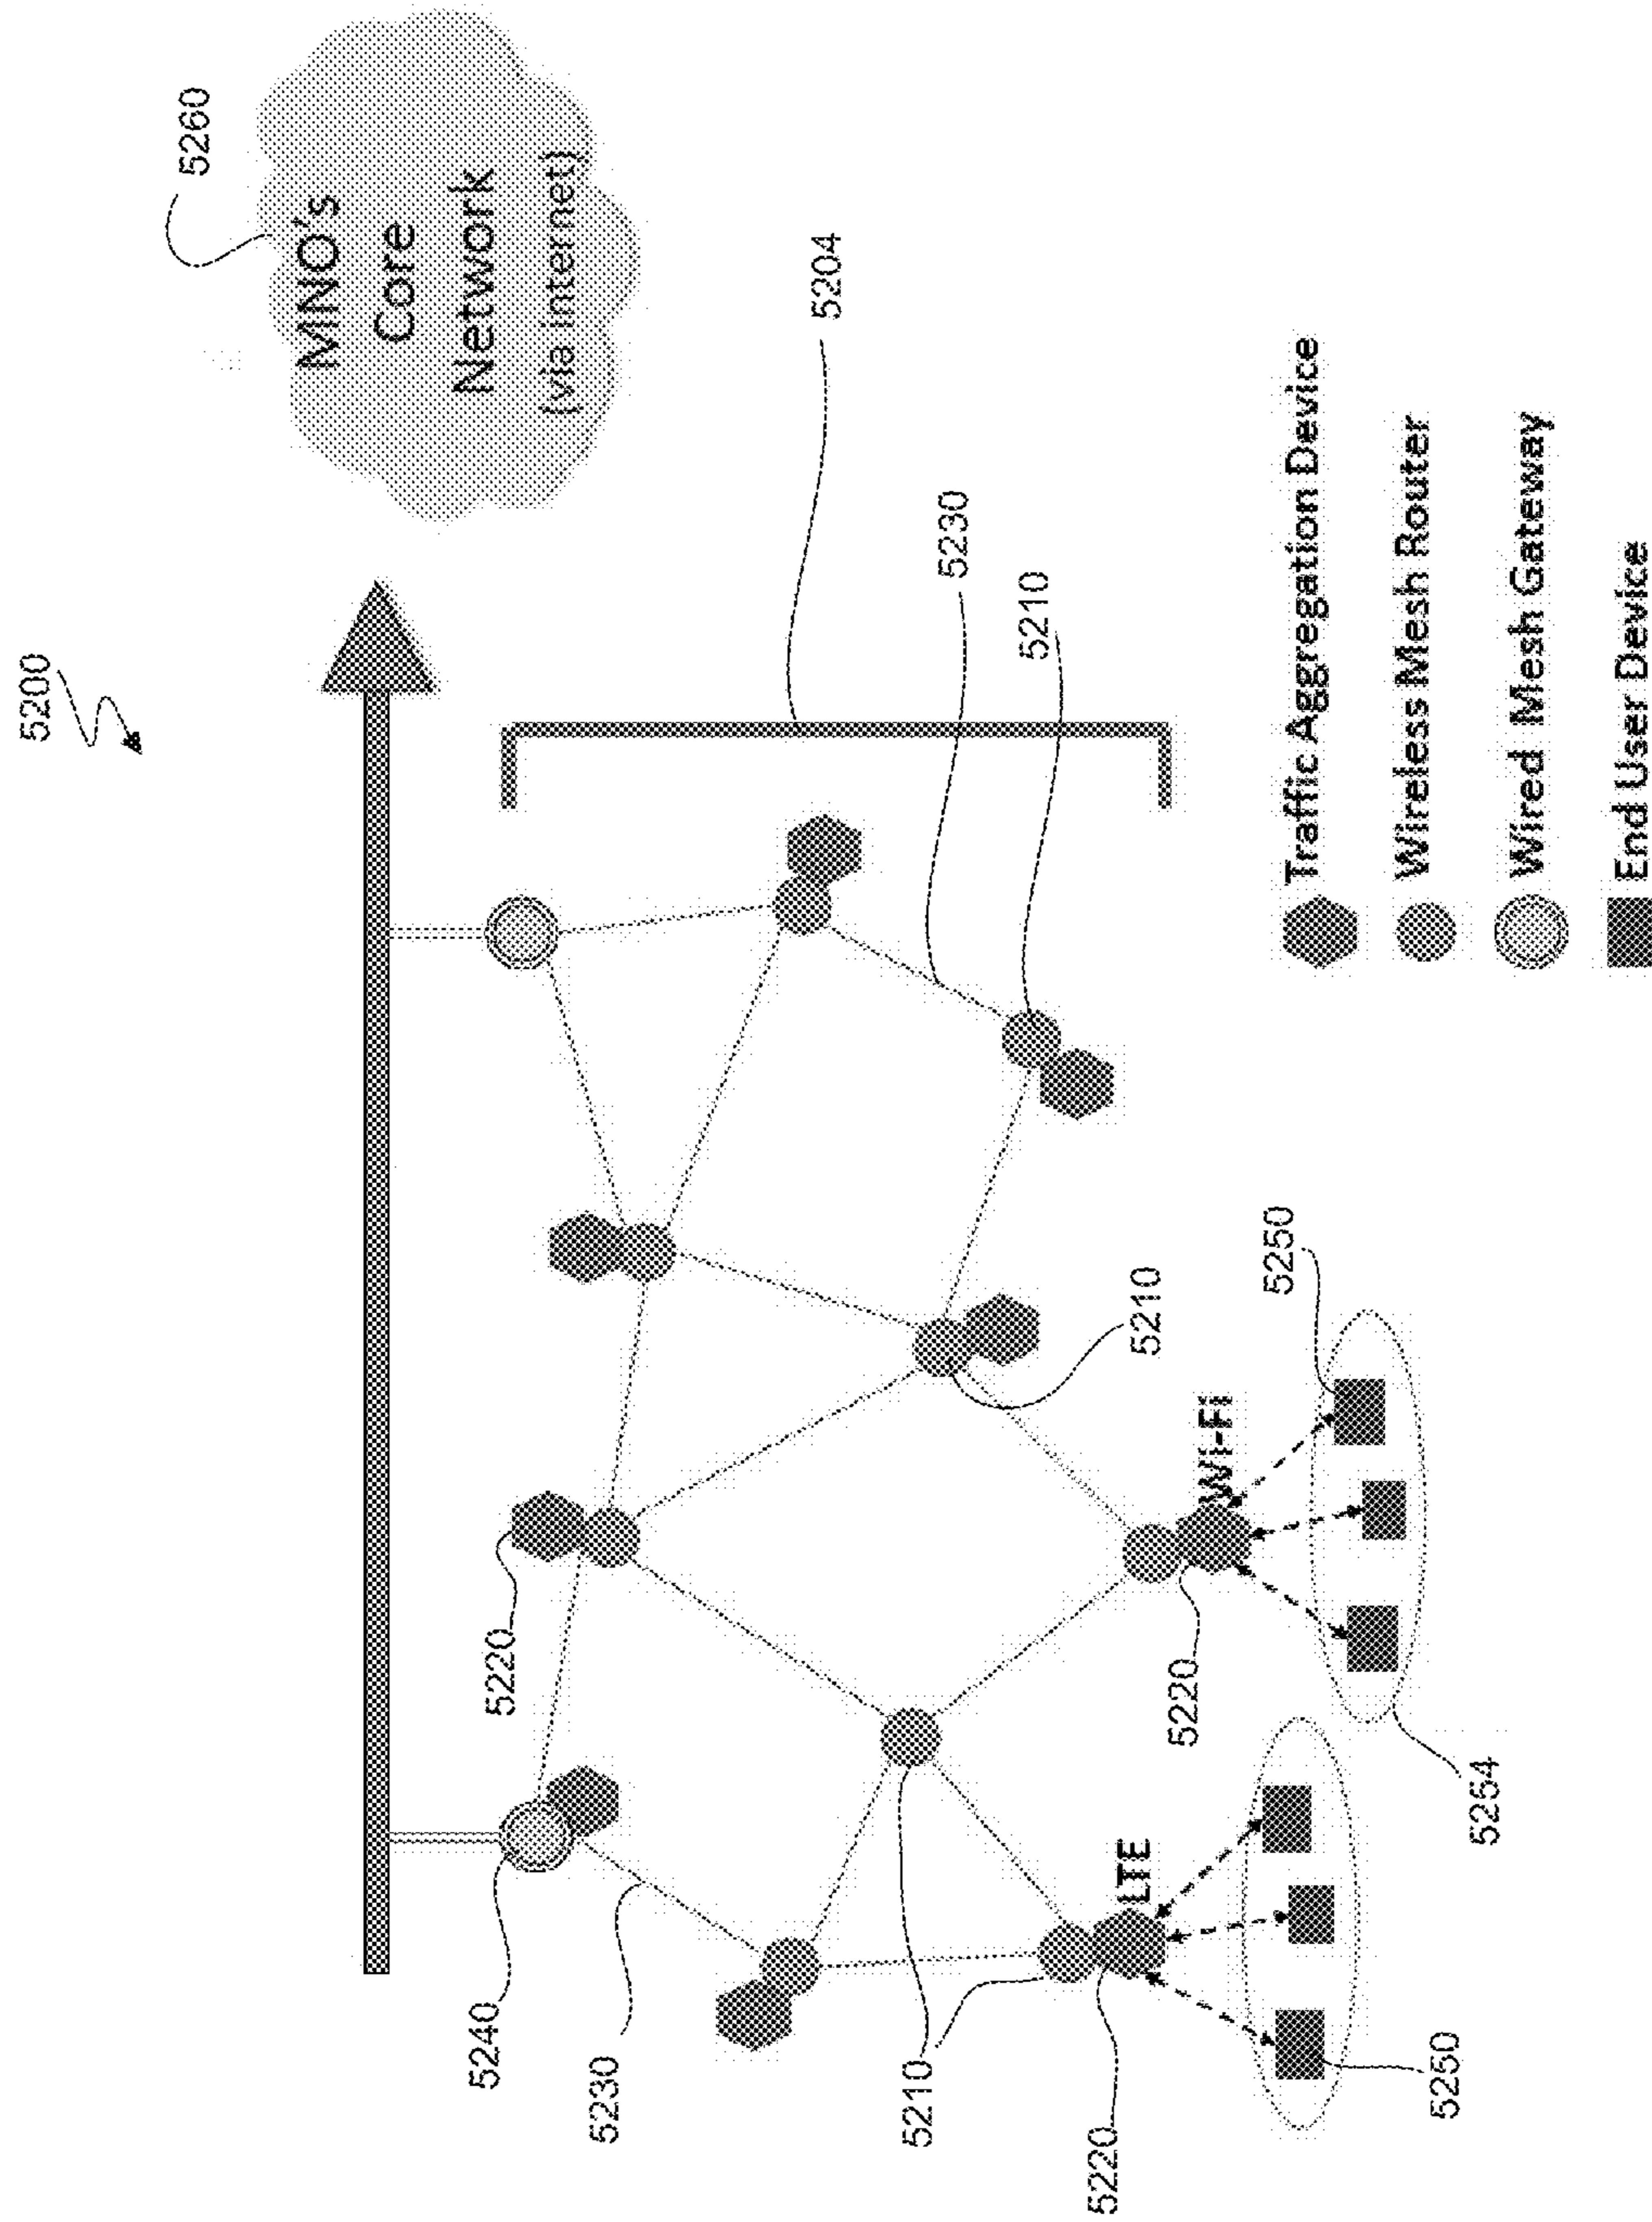 5200
5260
MNO's
Core
Network
(via internet)
5204
5230
5210
5220
5240
5230
5210
5210
5250
Wi-Fi
5220
LTE
5220
5254
5250
Traffic Aggregation Device
Wireless Mesh Router
Wired Mesh Gateway
End User Device